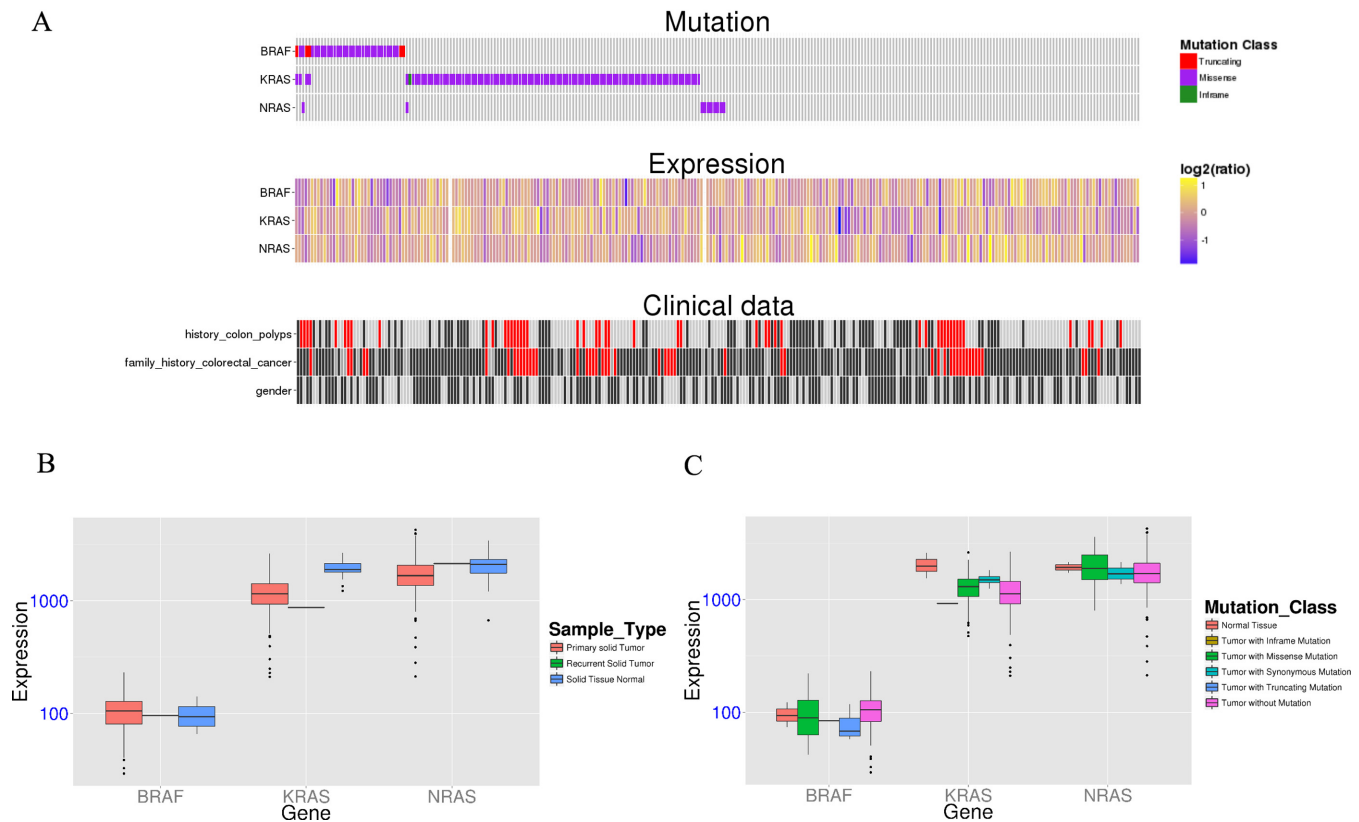 A
Mutation
BRAF
KRAS
NRAS
Mutation Class
Truncating
Missense
Inframe
Expression
BRAF
KRAS
NRAS
log2(ratio)
1
0
-1
Clinical data
history_colon_polyps
family_history_colorectal_cancer
gender
B
Expression
1000
100
BRAF
KRAS
NRAS
Gene
Sample_Type
Primary solid Tumor
Recurrent Solid Tumor
Solid Tissue Normal
C
Expression
1000
100
BRAF
KRAS
NRAS
Gene
Mutation_Class
Normal Tissue
Tumor with Inframe Mutation
Tumor with Missense Mutation
Tumor with Synonymous Mutation
Tumor with Truncating Mutation
Tumor without Mutation